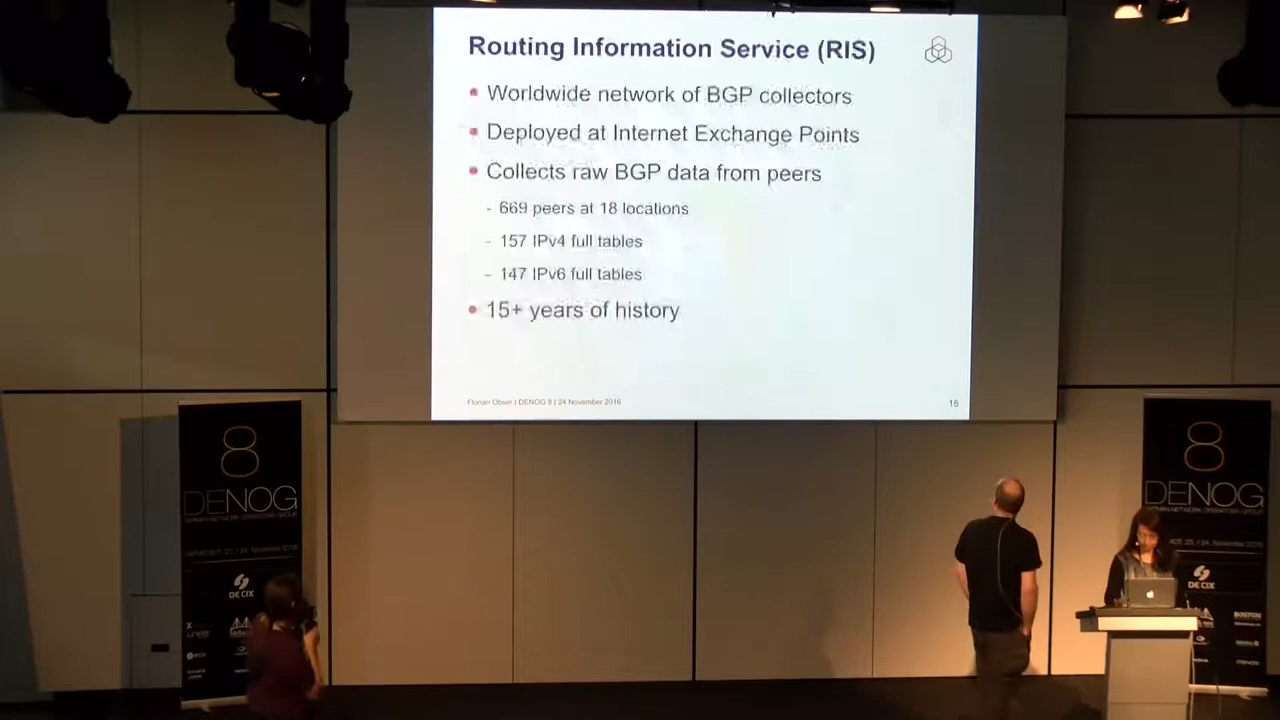 Routing Information Service (RIS)
• Worldwide network of BGP collectors
• Deployed at Internet Exchange Points
• Collects raw BGP data from peers
- 669 peers at 18 locations
- 157 IPv4 full tables
- 147 IPv6 full tables
• 15+ years of history
Florian Obser | DENOG 8 | 24 November 2016
15
8
DENOG
DE CIX
8
DENOG
DE CIX
BOSTON